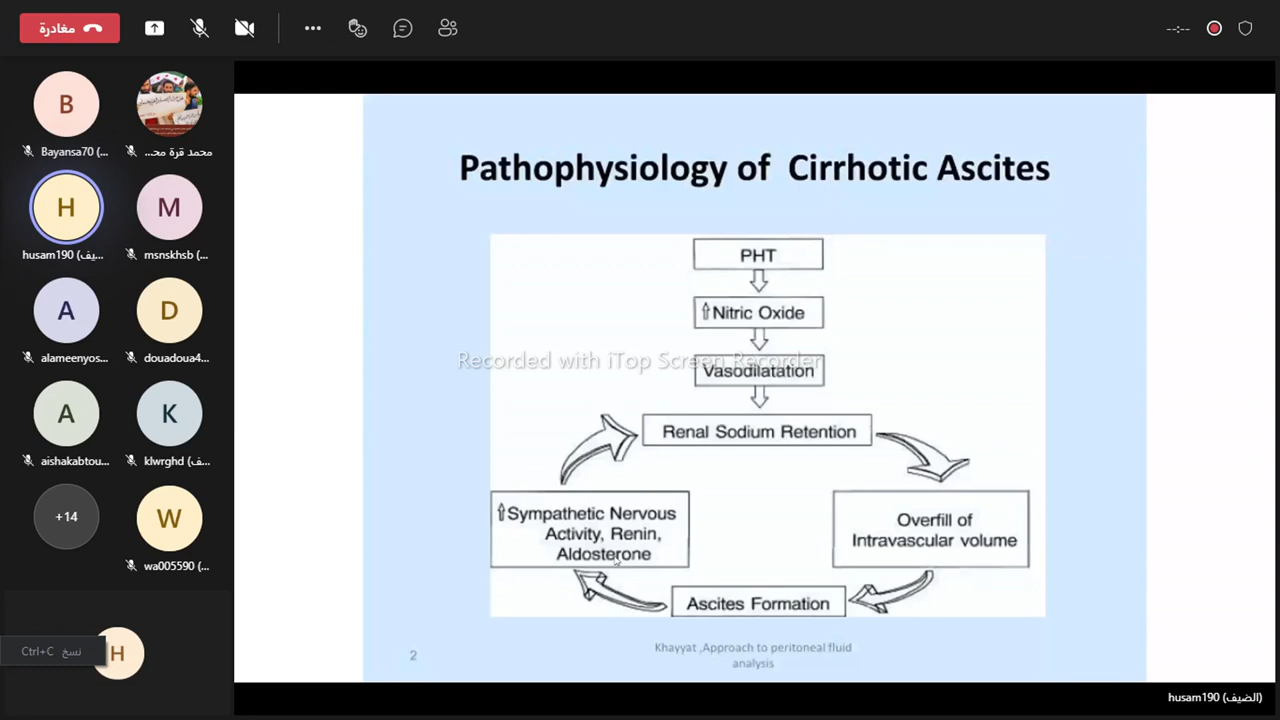 مغادرة
--:--
B
Bayansa70 (...
محمد قرة محـ...
H
husam190 (ـيف...
M
msnskhsb (...
A
alameenyos...
D
douadoua4...
A
aishakabtou...
K
klwrghd (ـف...
+14
W
wa005590 (...
نسخ Ctrl+C
H
Pathophysiology of Cirrhotic Ascites
PHT
⇧Nitric Oxide
Recorded with iTop Screen Recorder
Vasodilatation
Renal Sodium Retention
⇧Sympathetic Nervous
Activity, Renin,
Aldosterone
Overfill of
Intravascular volume
Ascites Formation
2
Khayyat ,Approach to peritoneal fluid
analysis
husam190 (الضيف)